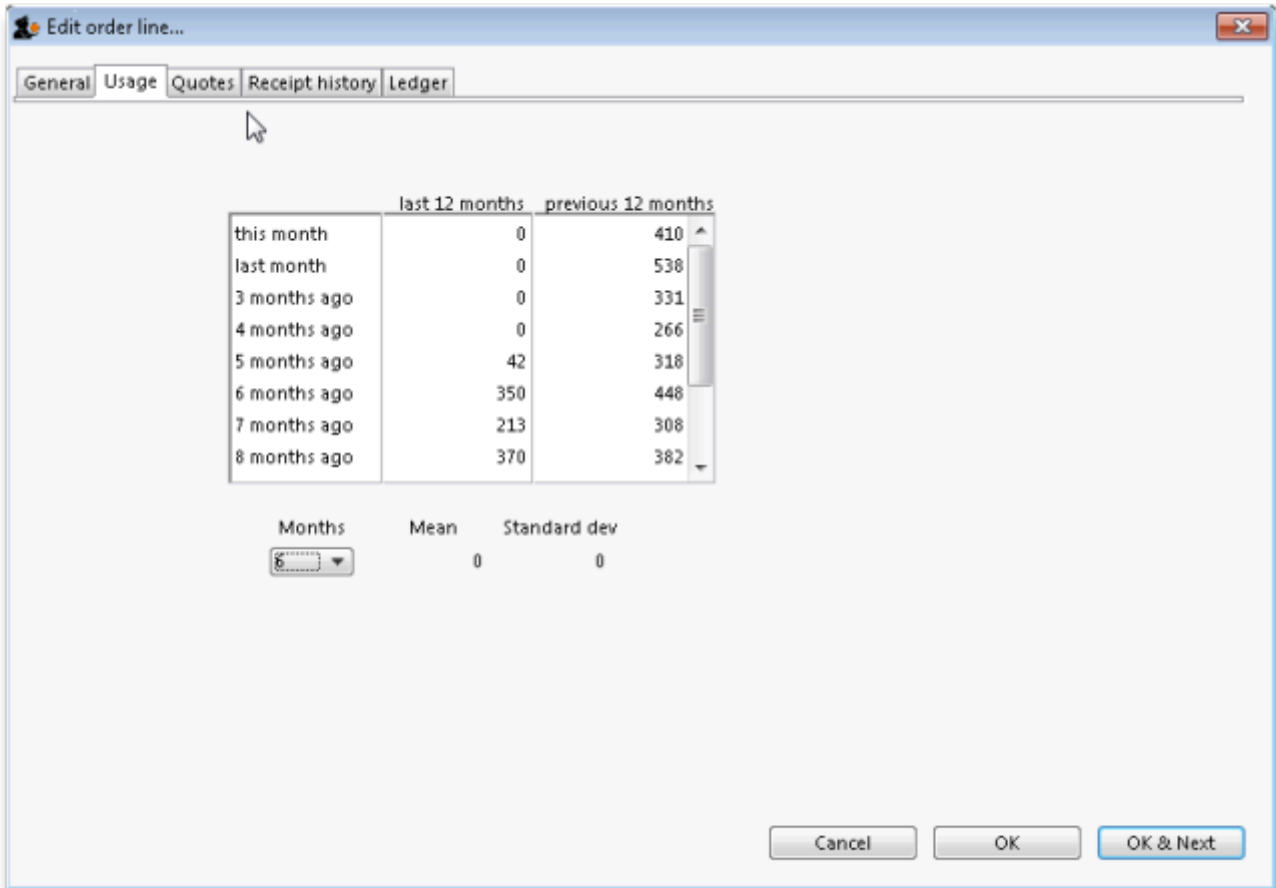 Edit order line...
General Usage Quotes Receipt history Ledger
last 12 months previous 12 months
this month 0 410
last month 0 538
3 months ago 0 331
4 months ago 0 266
5 months ago 42 318
6 months ago 350 448
7 months ago 213 308
8 months ago 370 382
Months Mean Standard dev
6 0 0
Cancel OK OK & Next